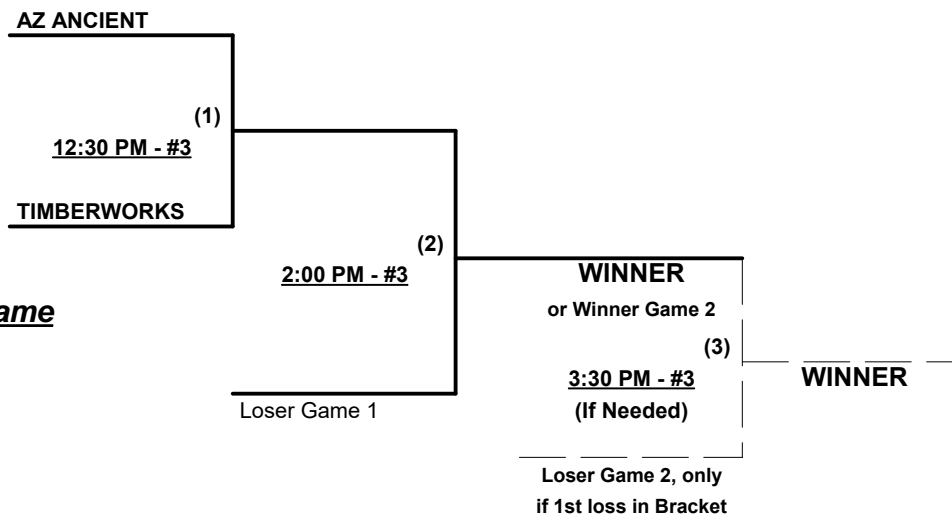 AZ ANCIENT
(1)
12:30 PM - #3
TIMBERWORKS
(2)
2:00 PM - #3
WINNER
or Winner Game 2
ame
(3)
3:30 PM - #3
WINNER
(If Needed)
Loser Game 1
Loser Game 2, only
if 1st loss in Bracket